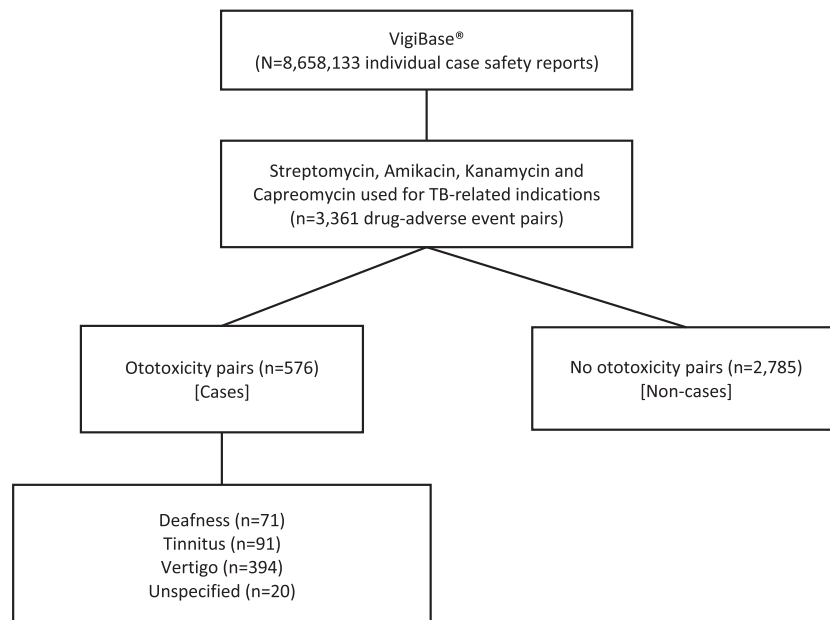 VigiBase®
(N=8,658,133 individual case safety reports)
Streptomycin, Amikacin, Kanamycin and
Capreomycin used for TB-related indications
(n=3,361 drug-adverse event pairs)
Ototoxicity pairs (n=576)
[Cases]
No ototoxicity pairs (n=2,785)
[Non-cases]
Deafness (n=71)
Tinnitus (n=91)
Vertigo (n=394)
Unspecified (n=20)